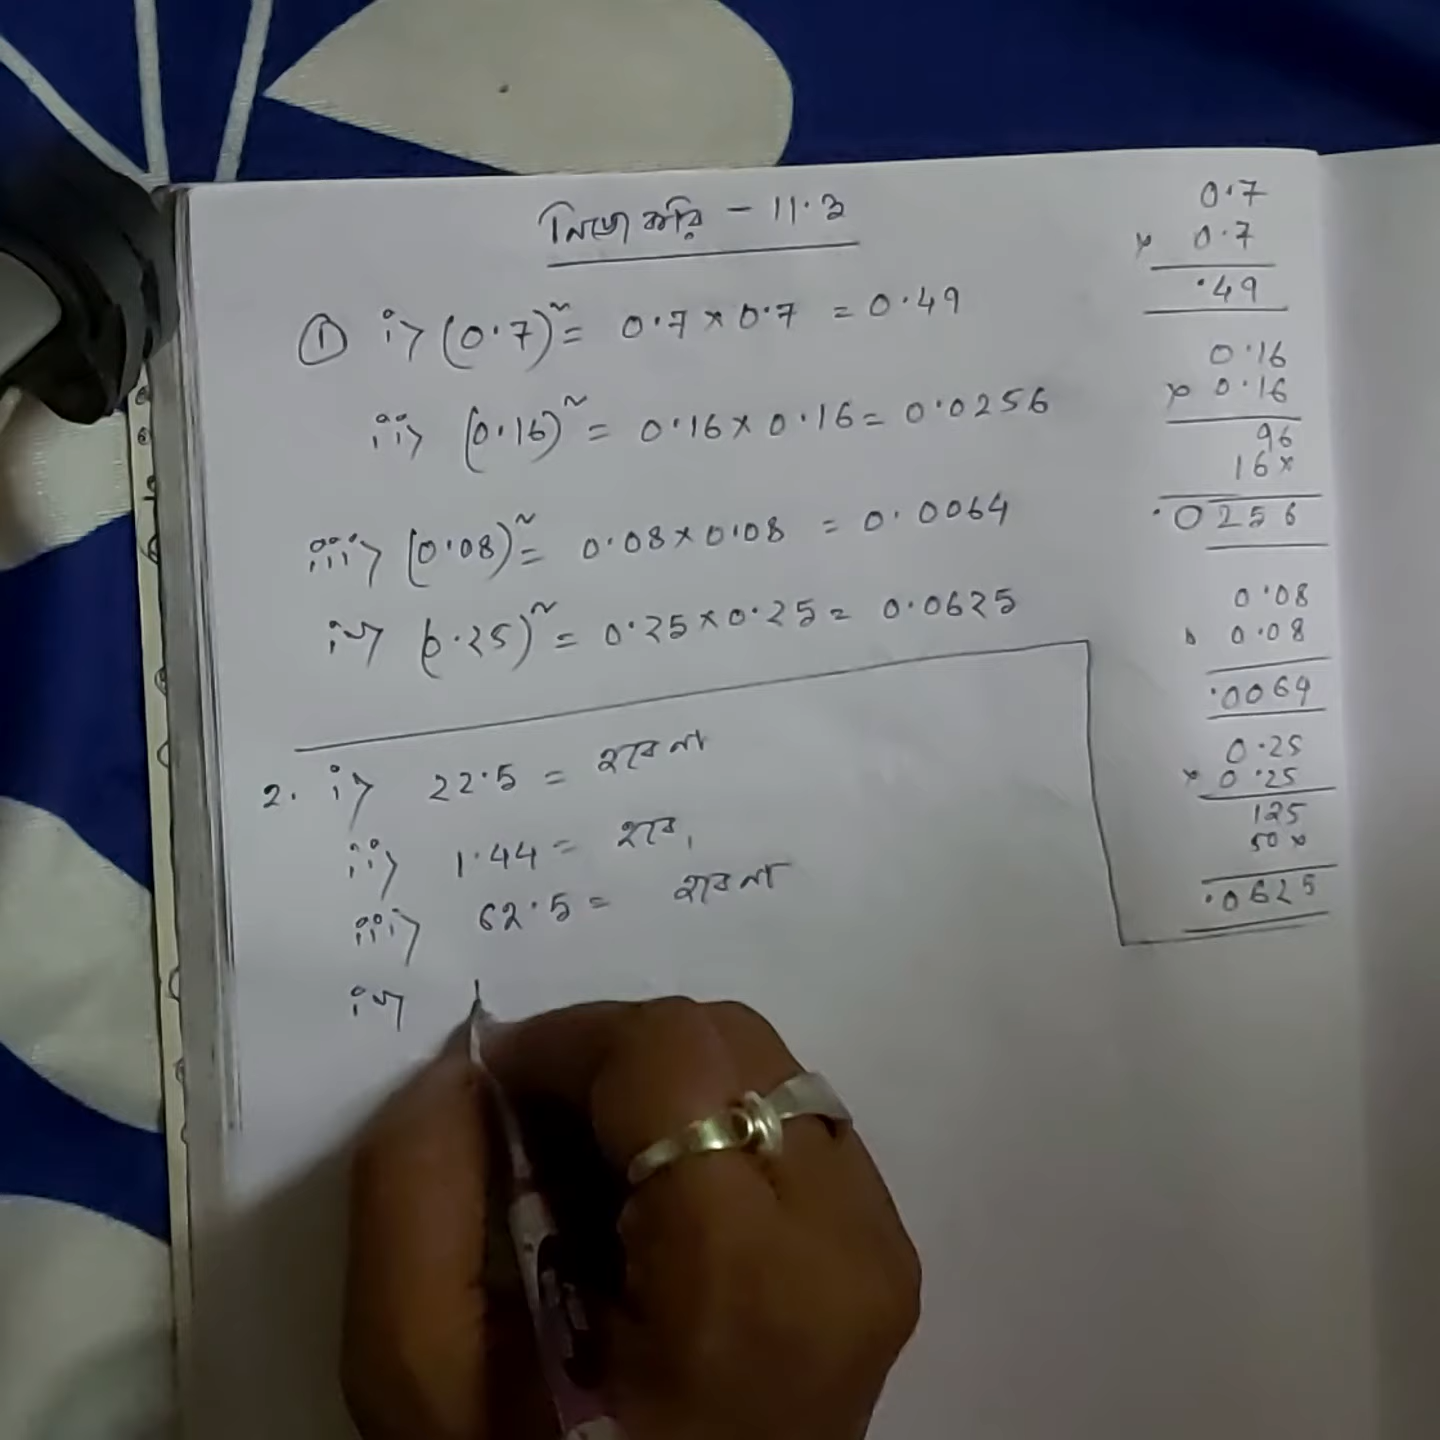 নিজে করি - 11.3
① i> (0.7)² = 0.7 × 0.7 = 0.49
ii> (0.16)² = 0.16 × 0.16 = 0.0256
iii> (0.08)² = 0.08 × 0.08 = 0.0064
iv> (0.25)² = 0.25 × 0.25 = 0.0625
2. i> 22.5 = হবে না
ii> 1.44 = হবে,
iii> 62.5 = হবে না
iv>
0.7
× 0.7
.49
0.16
× 0.16
96
16×
.0256
0.08
0.08
.0064
0.25
× 0.25
125
50×
.0625